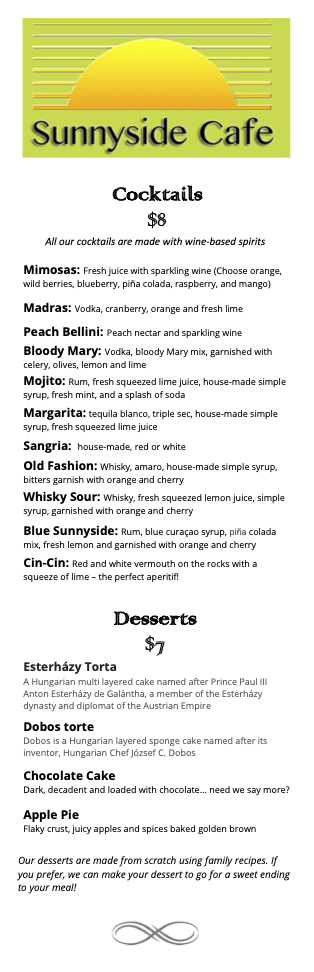 Sunnyside Cafe
Cocktails
$8
All our cocktails are made with wine-based spirits
Mimosas: Fresh juice with sparkling wine (Choose orange,
wild berries, blueberry, piña colada, raspberry, and mango)
Madras: Vodka, cranberry, orange and fresh lime
Peach Bellini: Peach nectar and sparkling wine
Bloody Mary: Vodka, bloody Mary mix, garnished with
celery, olives, lemon and lime
Mojito: Rum, fresh squeezed lime juice, house-made simple
syrup, fresh mint, and a splash of soda
Margarita: tequila blanco, triple sec, house-made simple
syrup, fresh squeezed lime juice
Sangria: house-made, red or white
Old Fashion: Whisky, amaro, house-made simple syrup,
bitters garnish with orange and cherry
Whisky Sour: Whisky, fresh squeezed lemon juice, simple
syrup, garnished with orange and cherry
Blue Sunnyside: Rum, blue curaçao syrup, piña colada
mix, fresh lemon and garnished with orange and cherry
Cin-Cin: Red and white vermouth on the rocks with a
squeeze of lime – the perfect aperitif!
Desserts
$7
Esterházy Torta
A Hungarian multi layered cake named after Prince Paul III
Anton Esterházy de Galántha, a member of the Esterházy
dynasty and diplomat of the Austrian Empire
Dobos torte
Dobos is a Hungarian layered sponge cake named after its
inventor, Hungarian Chef József C. Dobos
Chocolate Cake
Dark, decadent and loaded with chocolate... need we say more?
Apple Pie
Flaky crust, juicy apples and spices baked golden brown
Our desserts are made from scratch using family recipes. If
you prefer, we can make your dessert to go for a sweet ending
to your meal!